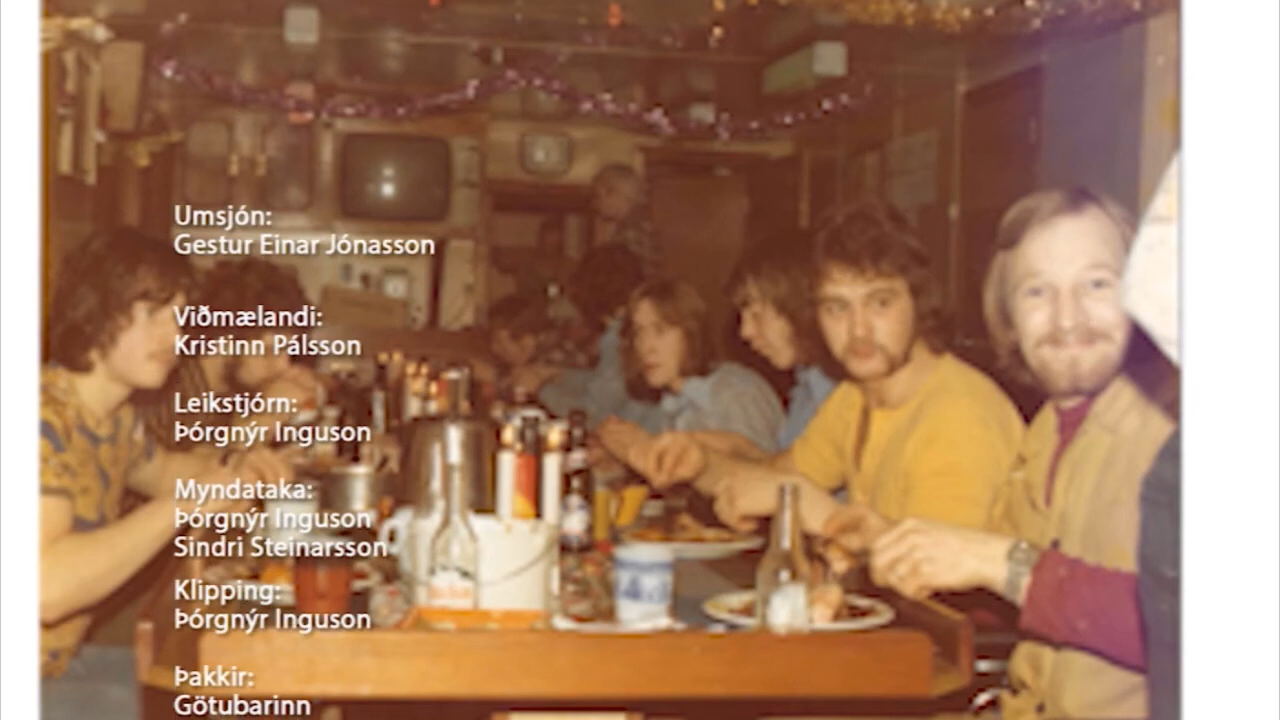 Umsjón:
Gestur Einar Jónasson
Viðmælandi:
Kristinn Pálsson
Leikstjórn:
Þórgnýr Inguson
Myndataka:
Þórgnýr Inguson
Sindri Steinarsson
Klipping:
Þórgnýr Inguson
Þakkir:
Götubarinn